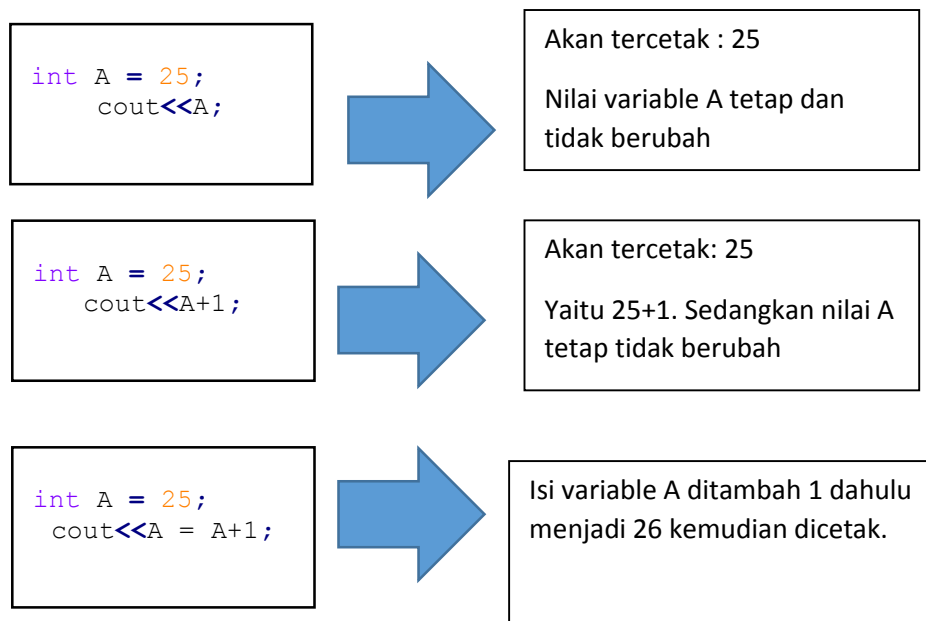 int A = 25;
cout<<A;
Akan tercetak : 25
Nilai variable A tetap dan
tidak berubah
int A = 25;
cout<<A+1;
Akan tercetak: 25
Yaitu 25+1. Sedangkan nilai A
tetap tidak berubah
int A = 25;
cout<<A = A+1;
Isi variable A ditambah 1 dahulu
menjadi 26 kemudian dicetak.